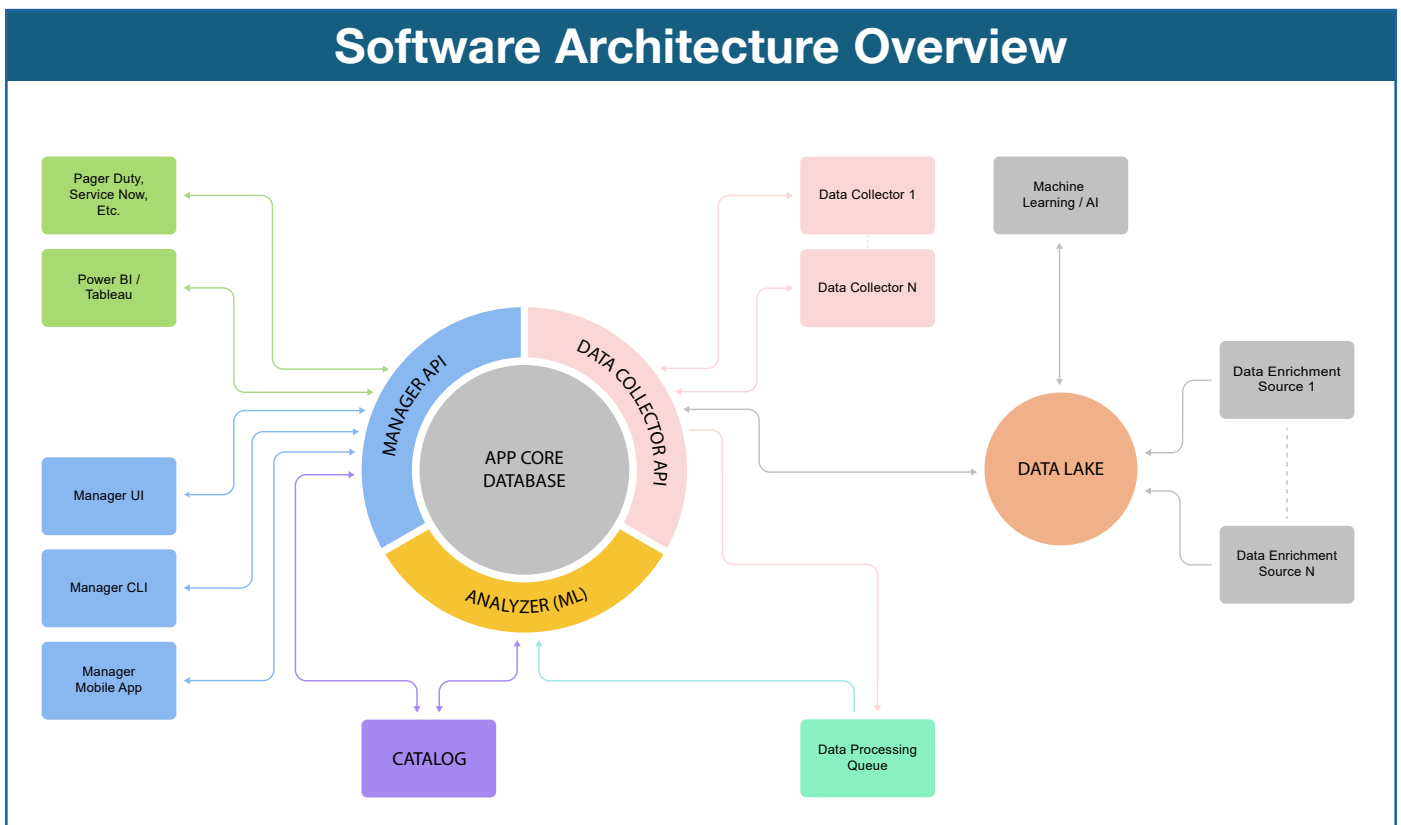 Software Architecture Overview
Pager Duty,
Service Now,
Etc.
Power BI /
Tableau
Manager UI
Manager CLI
Manager
Mobile App
MANAGER API
DATA COLLECTOR API
ANALYZER (ML)
APP CORE
DATABASE
CATALOG
Data Collector 1
Data Collector N
Data Processing
Queue
Machine
Learning / AI
DATA LAKE
Data Enrichment
Source 1
Data Enrichment
Source N